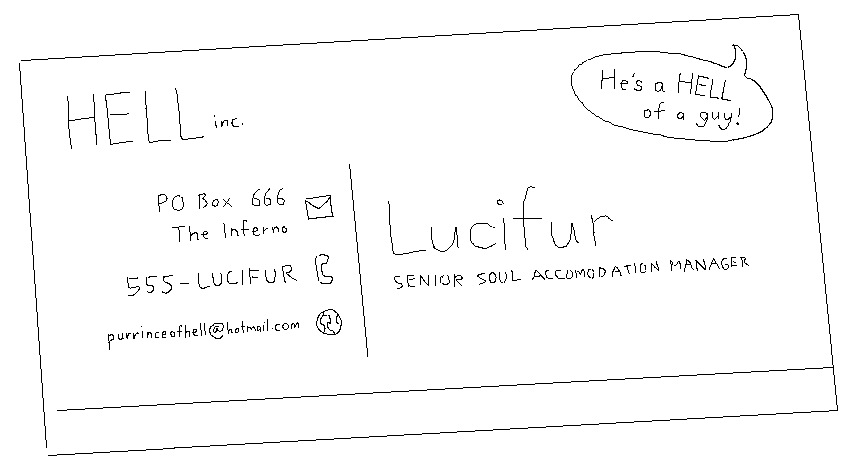 HELL inc.
He's a HELL
of a guy!
PO Box 666
The Inferno
555-LUCIFUR
purrinceofhell@hotmail.com
Lucifur
SENIOR SOUL ACCOMODATION MANAGER